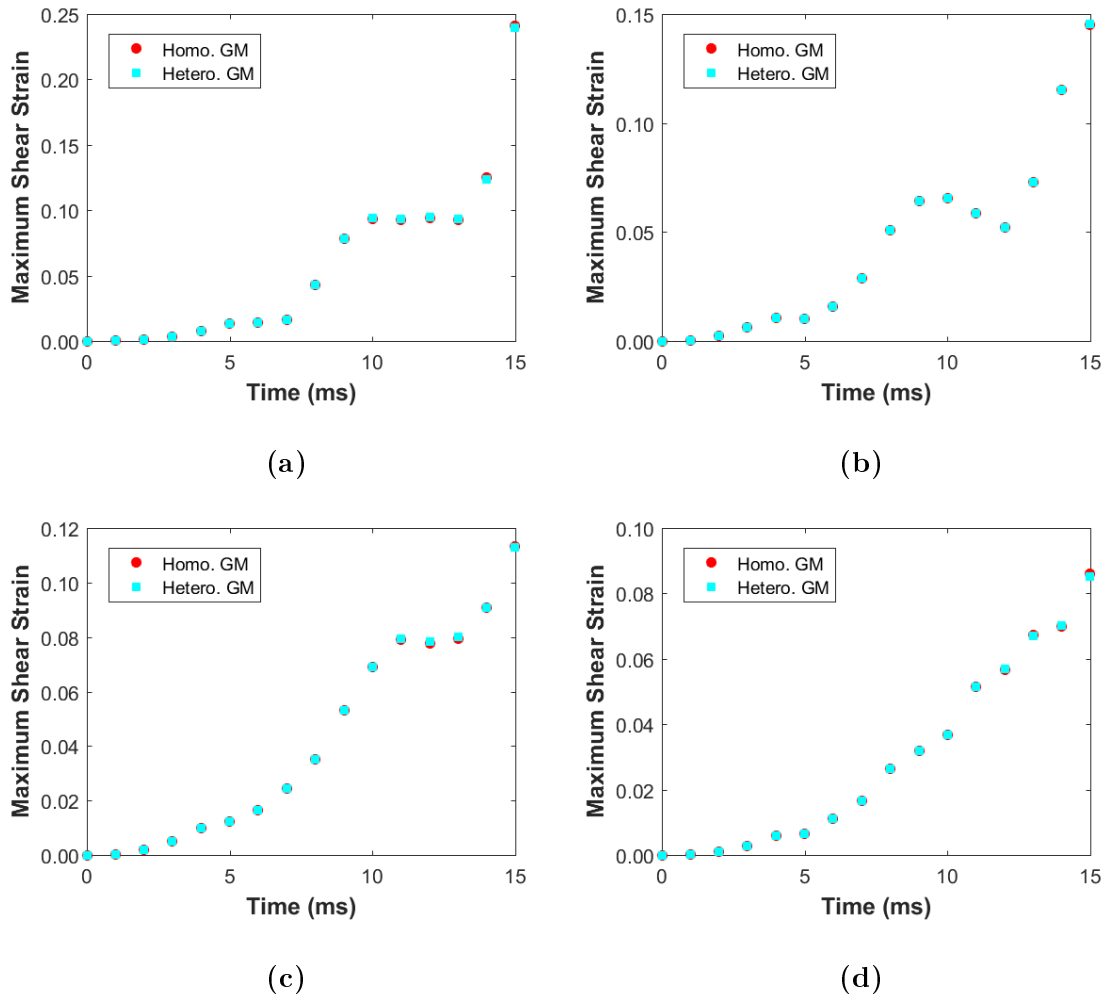 0.25
0.20
0.15
0.10
0.05
0.00
Maximum Shear Strain
Homo. GM
Hetero. GM
0 5 10 15
Time (ms)
(a)
0.15
0.10
0.05
0.00
Maximum Shear Strain
Homo. GM
Hetero. GM
0 5 10 15
Time (ms)
(b)
0.12
0.10
0.08
0.06
0.04
0.02
0.00
Maximum Shear Strain
Homo. GM
Hetero. GM
0 5 10 15
Time (ms)
(c)
0.10
0.08
0.06
0.04
0.02
0.00
Maximum Shear Strain
Homo. GM
Hetero. GM
0 5 10 15
Time (ms)
(d)